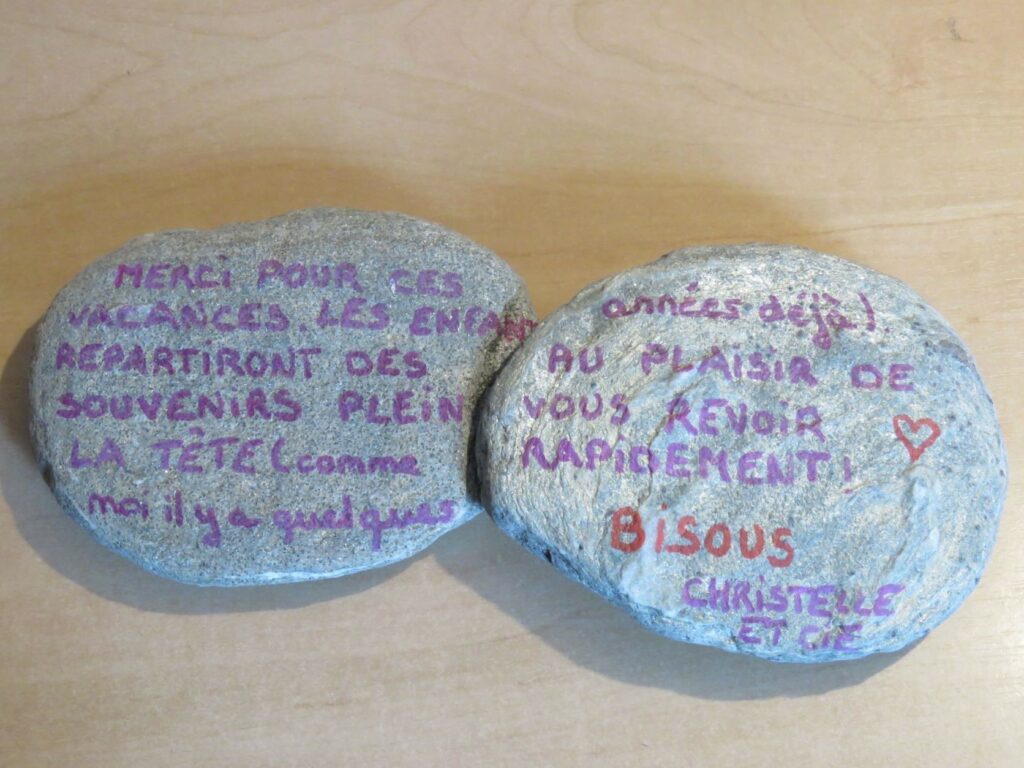 MERCI POUR CES
VACANCES. LES ENFANTS
REPARTIRONT DES
SOUVENIRS PLEIN
LA TÊTE (comme
moi il y a quelques
années déjà).
AU PLAISIR DE
VOUS REVOIR
RAPIDEMENT!
BISOUS
CHRISTELLE
ET CIE